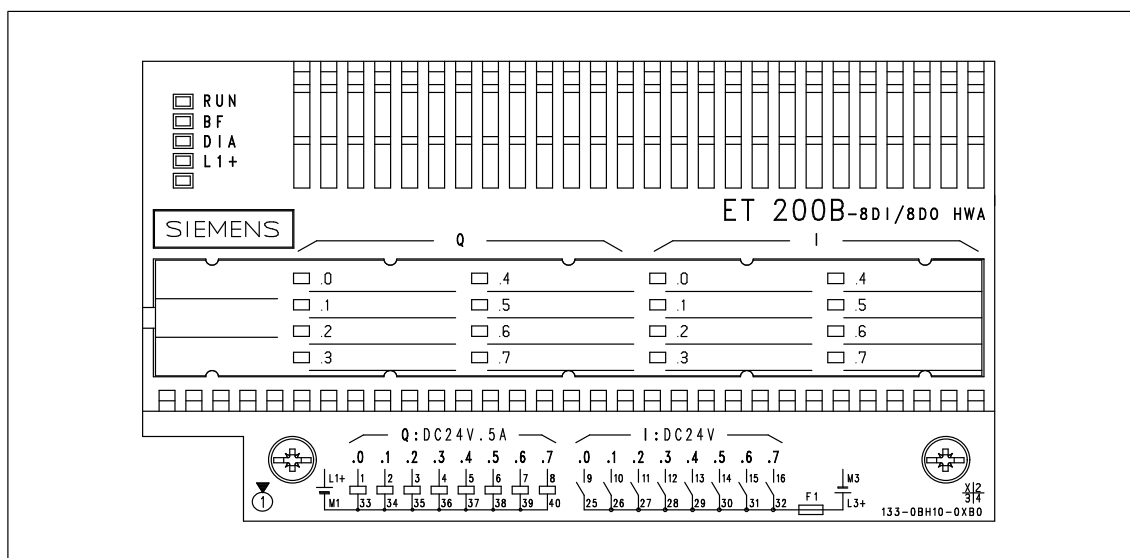 RUN
BF
DIA
L1+
SIEMENS
ET 200B-8DI/8DO HWA
Q I
.0 .4 .0 .4
.1 .5 .1 .5
.2 .6 .2 .6
.3 .7 .3 .7
Q:DC24V.5A I:DC24V
.0 .1 .2 .3 .4 .5 .6 .7 .0 .1 .2 .3 .4 .5 .6 .7
L1+ 1 2 3 4 5 6 7 8 9 10 11 12 13 14 15 16 M3
M1 33 34 35 36 37 38 39 40 25 26 27 28 29 30 31 32 F1 L3+
1
X 2
3 4
133-0BH10-0XB0